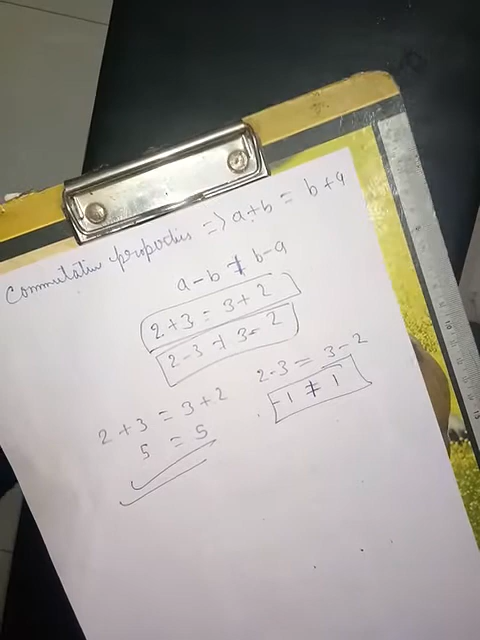 Commutative propertis => a+b = b+a
a-b ≠ b-a
2+3 = 3+2
2-3 ≠ 3-2
2+3 = 3+2
5 = 5
2-3 = 3-2
-1 ≠ 1